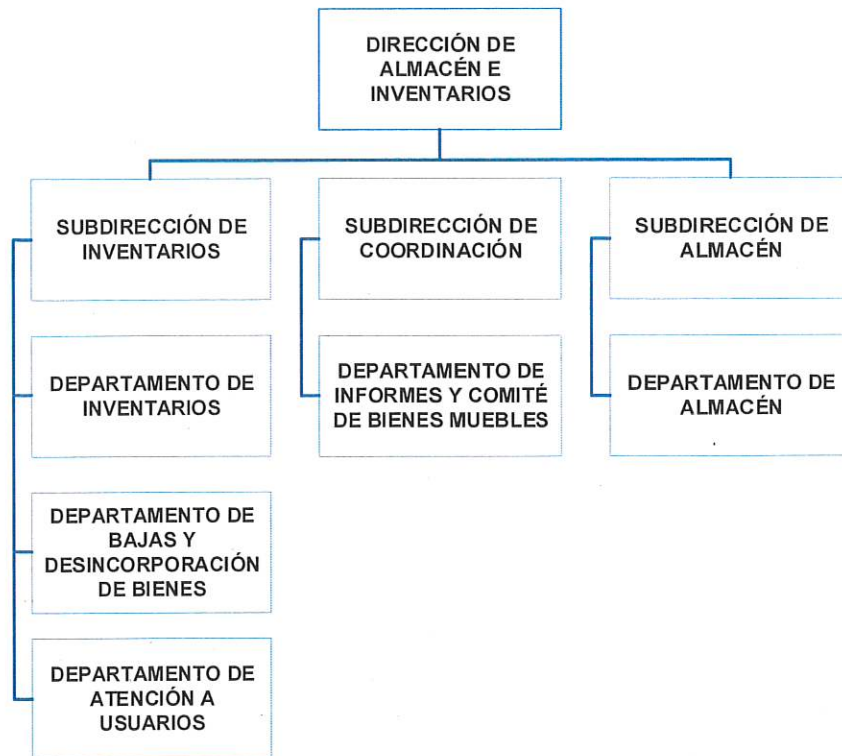 DIRECCIÓN DE
ALMACÉN E
INVENTARIOS
SUBDIRECCIÓN DE
INVENTARIOS
SUBDIRECCIÓN DE
COORDINACIÓN
SUBDIRECCIÓN DE
ALMACÉN
DEPARTAMENTO DE
INVENTARIOS
DEPARTAMENTO DE
INFORMES Y COMITÉ
DE BIENES MUEBLES
DEPARTAMENTO DE
ALMACÉN
DEPARTAMENTO DE
BAJAS Y
DESINCORPORACIÓN
DE BIENES
DEPARTAMENTO DE
ATENCIÓN A
USUARIOS